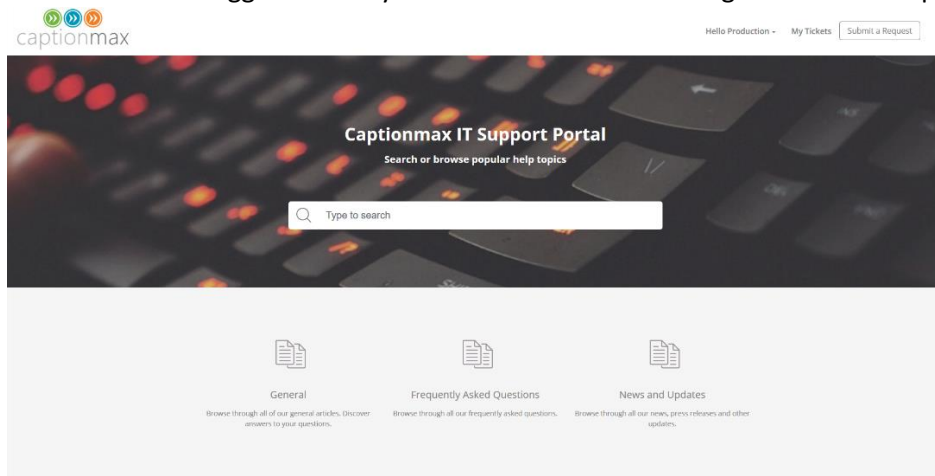 captionmax
Hello Production
My Tickets
Submit a Request
Captionmax IT Support Portal
Search or browse popular help topics
Type to search
General
Frequently Asked Questions
News and Updates
Browse through all of our general articles. Discover
answers to your questions.
Browse through all our frequently asked questions.
Browse through all our news, press releases and other
updates.